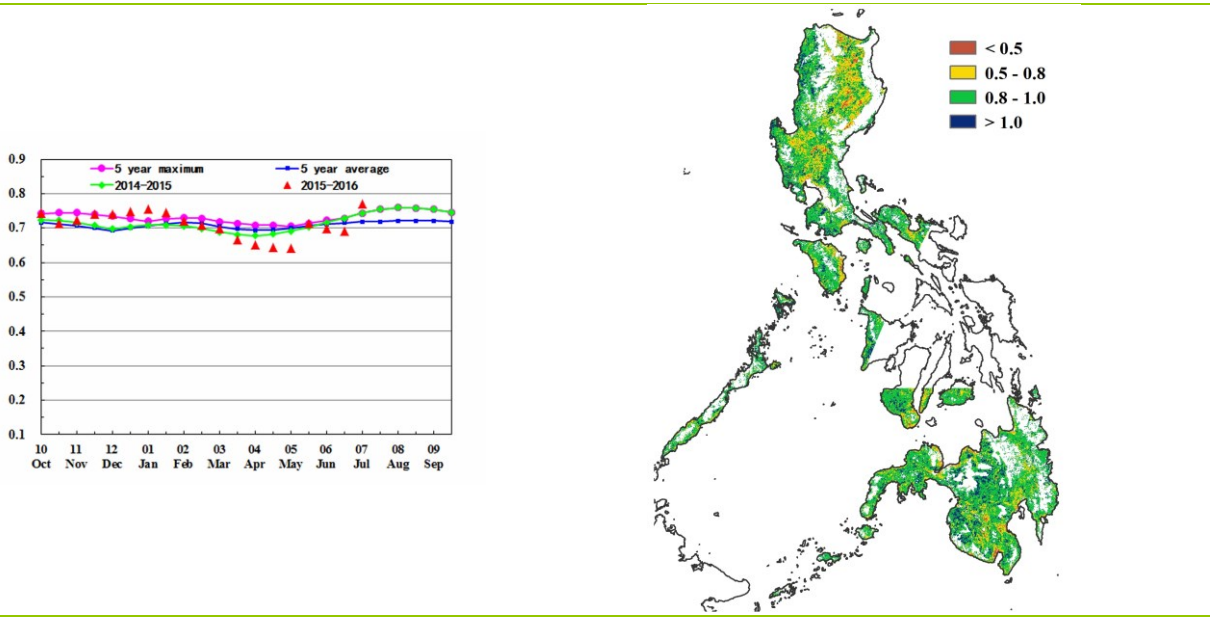 0.9
0.8
0.7
0.6
0.5
0.4
0.3
0.2
0.1
5 year maximum
5 year average
2014-2015
2015-2016
10 11 12 01 02 03 04 05 06 07 08 09
Oct Nov Dec Jan Feb Mar Apr May Jun Jul Aug Sep
< 0.5
0.5 - 0.8
0.8 - 1.0
> 1.0